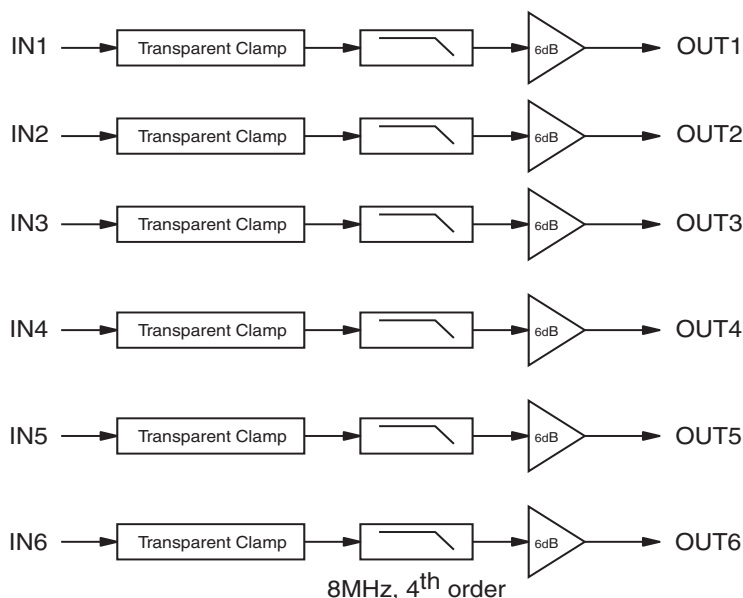 IN1 Transparent Clamp 6dB OUT1
IN2 Transparent Clamp 6dB OUT2
IN3 Transparent Clamp 6dB OUT3
IN4 Transparent Clamp 6dB OUT4
IN5 Transparent Clamp 6dB OUT5
IN6 Transparent Clamp 6dB OUT6
8MHz, 4th order